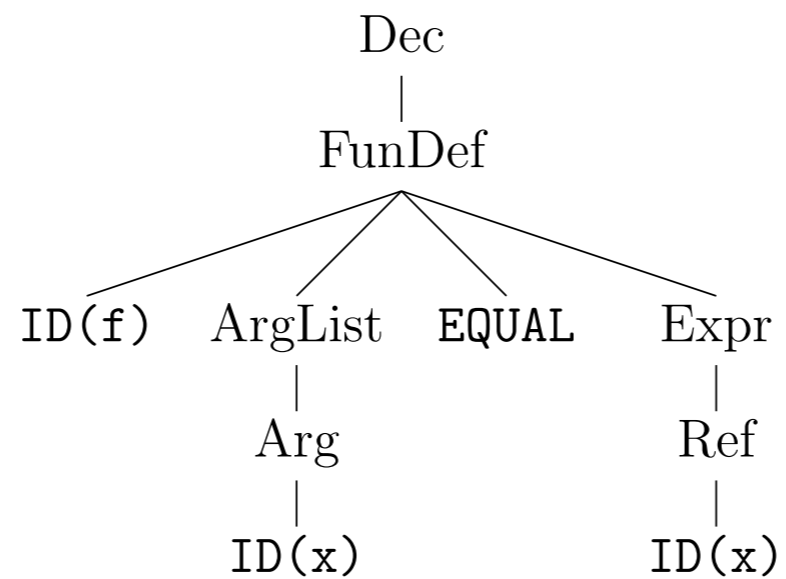 Dec
FunDef
ID(f) ArgList EQUAL Expr
Arg Ref
ID(x) ID(x)